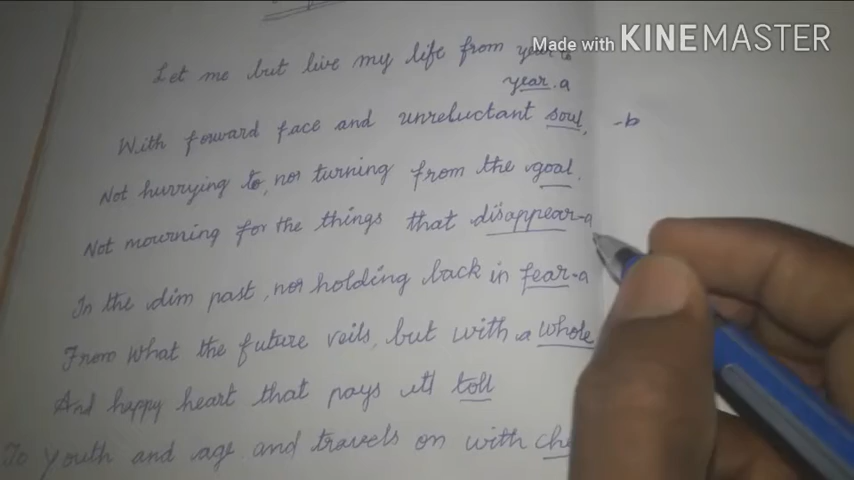 Made with KINEMASTER
Let me but live my life from year to
year.a
With forward face and unreluctant soul, -b
Not hurrying to, nor turning from the goal.
Not mourning for the things that disappear-a
In the dim past, nor holding back in fear-a
From what the future veils, but with a whole
And happy heart that pays it's toll
To youth and age and travels on with